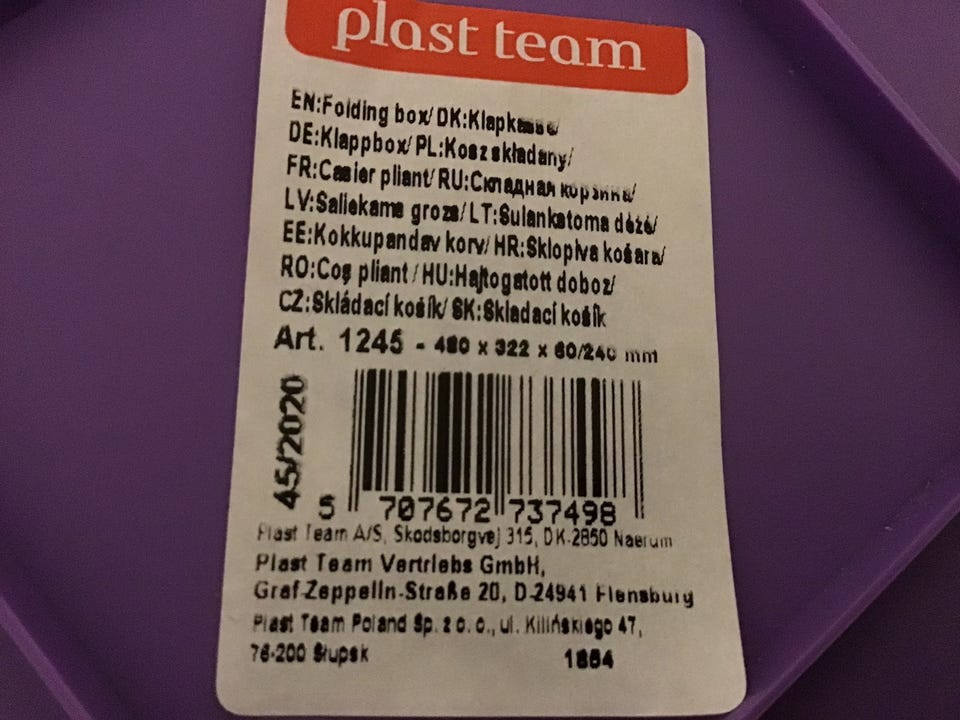 plast team
EN:Folding box/ DK:Klapkasse/
DE:Klappbox/ PL:Kosz składany/
FR:Casier pliant/ RU:Складная корзина/
LV:Saliekams grozs/ LT:Sulankstoma dėžė/
EE:Kokkupandav korv/ HR:Sklopiva košara/
RO:Coş pliant / HU:Hajtogatott doboz/
CZ:Skládací košík/ SK:Skladací košík
Art. 1245 - 480 x 322 x 60/240 mm
45/2020
5 707672 737498
Plast Team A/S, Skodsborgvej 315, DK-2850 Naerum
Plast Team Vertriebs GmbH,
Graf-Zeppelin-Straße 20, D-24941 Flensburg
Plast Team Poland Sp. z o. o., ul. Kilińskiego 47,
76-200 Słupsk
1864